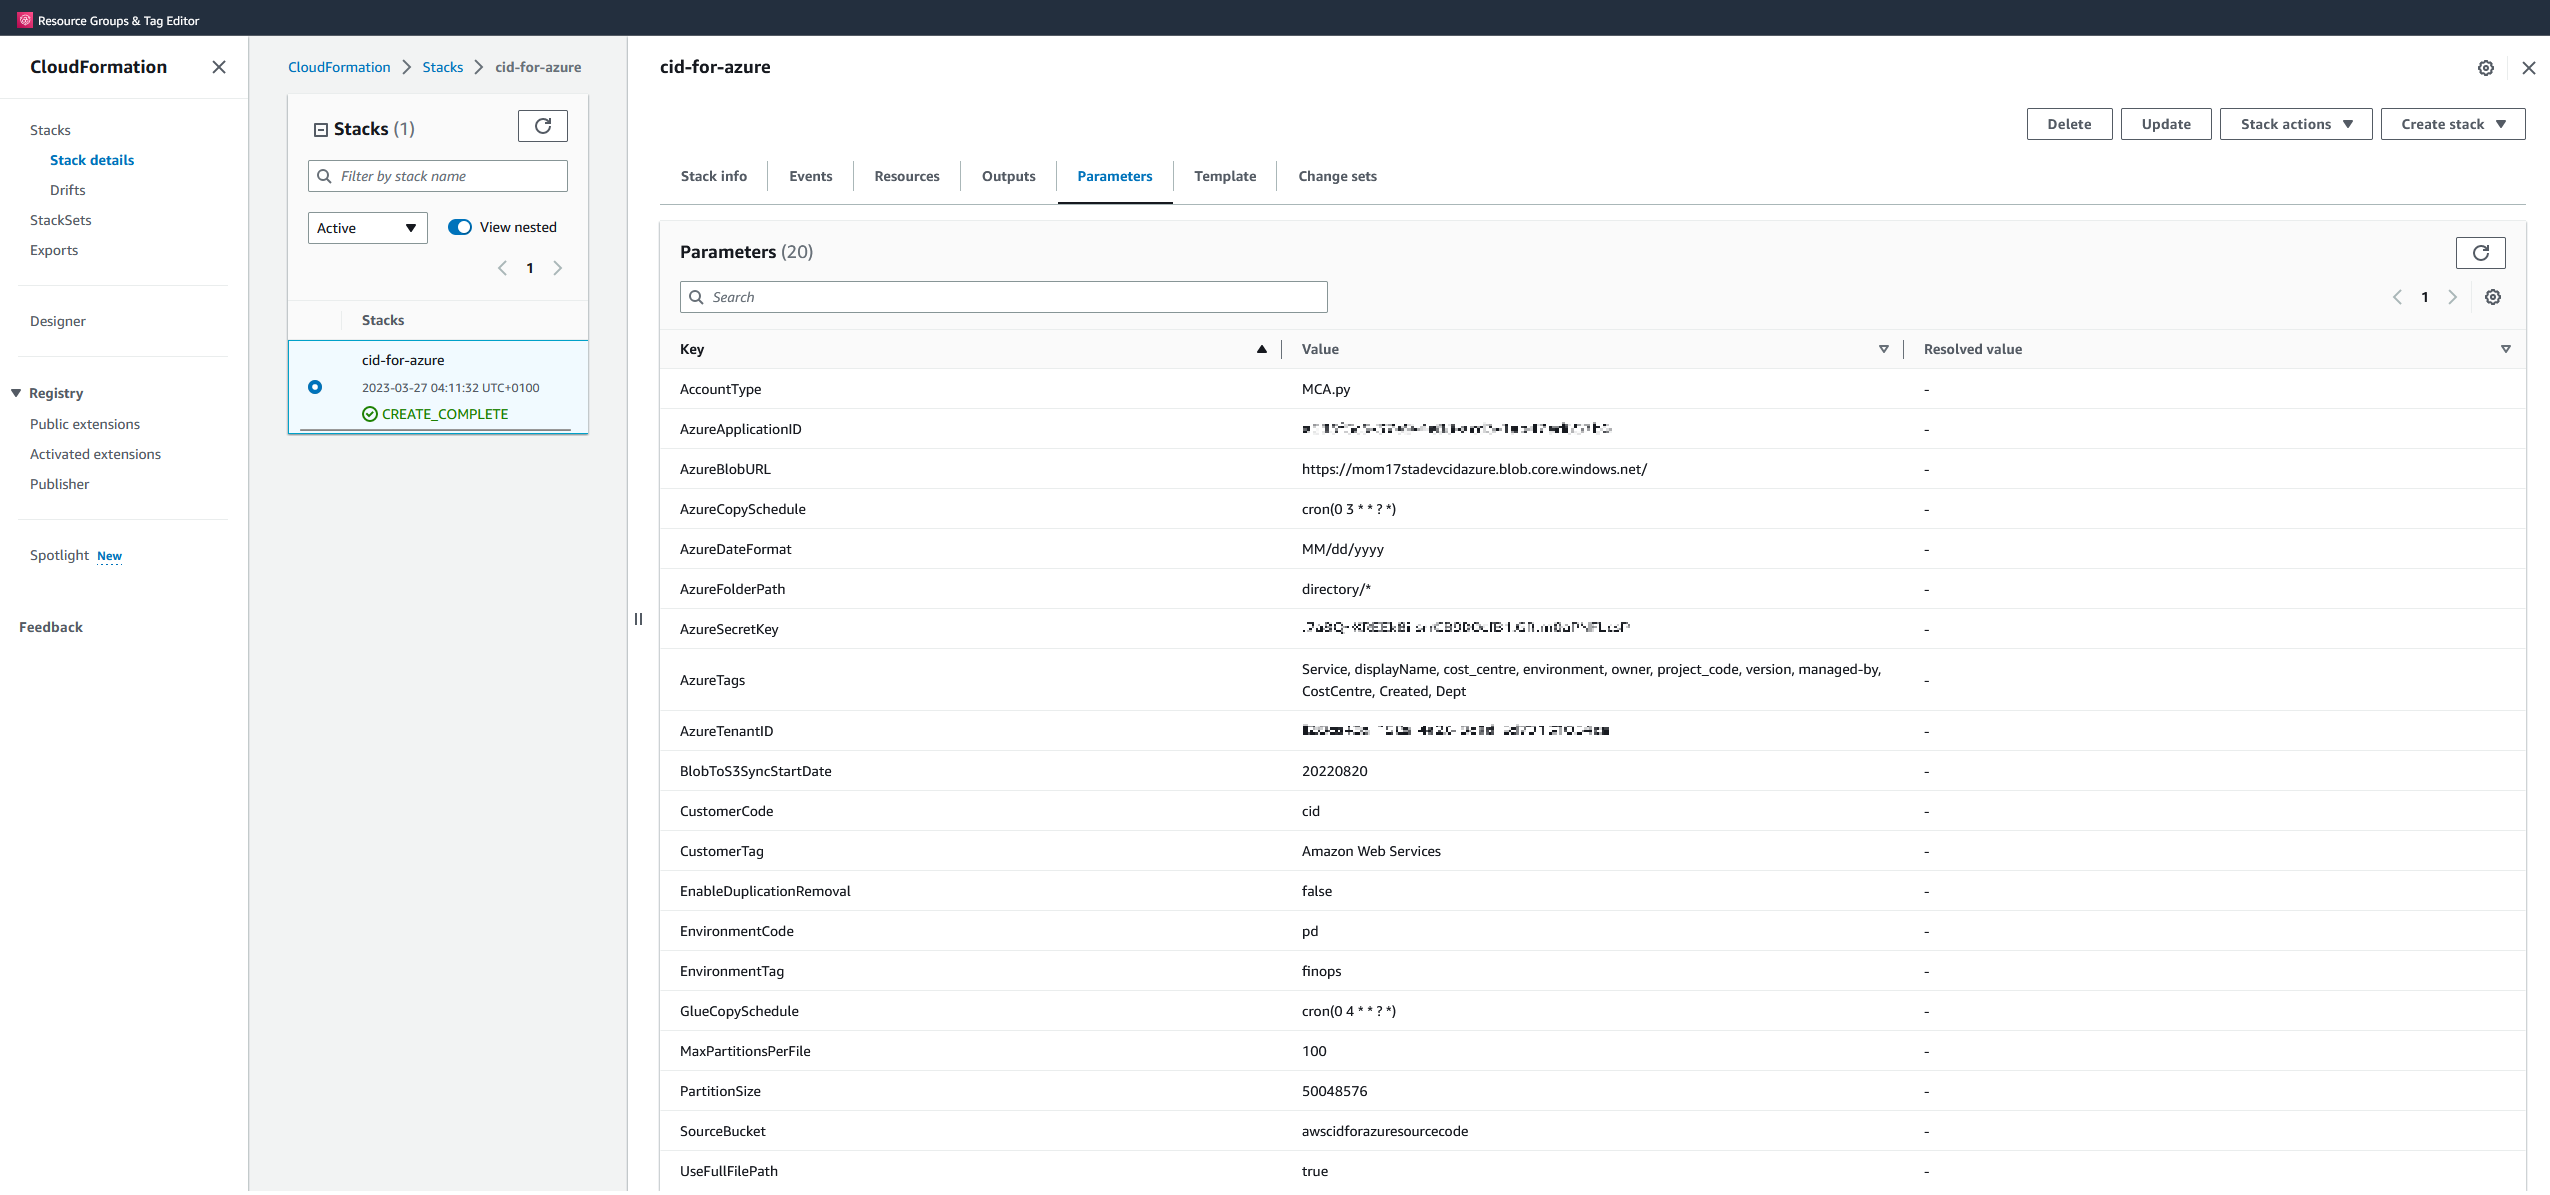 Resource Groups & Tag Editor
CloudFormation
Stacks
Stack details
Drifts
StackSets
Exports
Designer
Registry
Public extensions
Activated extensions
Publisher
Spotlight New
Feedback
CloudFormation
Stacks
cid-for-azure
Stacks (1)
Filter by stack name
Active
View nested
1
Stacks
cid-for-azure
2023-03-27 04:11:32 UTC+0100
CREATE_COMPLETE
cid-for-azure
Delete
Update
Stack actions
Create stack
Stack info
Events
Resources
Outputs
Parameters
Template
Change sets
Parameters (20)
Search
1
Key Value Resolved value
AccountType MCA.py -
AzureApplicationID -
AzureBlobURL https://mom17stadevcidazure.blob.core.windows.net/ -
AzureCopySchedule cron(0 3 * * ? *) -
AzureDateFormat MM/dd/yyyy -
AzureFolderPath directory/* -
AzureSecretKey -
AzureTags Service, displayName, cost_centre, environment, owner, project_code, version, managed-by, -
CostCentre, Created, Dept
AzureTenantID -
BlobToS3SyncStartDate 20220820 -
CustomerCode cid -
CustomerTag Amazon Web Services -
EnableDuplicationRemoval false -
EnvironmentCode pd -
EnvironmentTag finops -
GlueCopySchedule cron(0 4 * * ? *) -
MaxPartitionsPerFile 100 -
PartitionSize 50048576 -
SourceBucket awscidforazuresourcecode -
UseFullFilePath true -